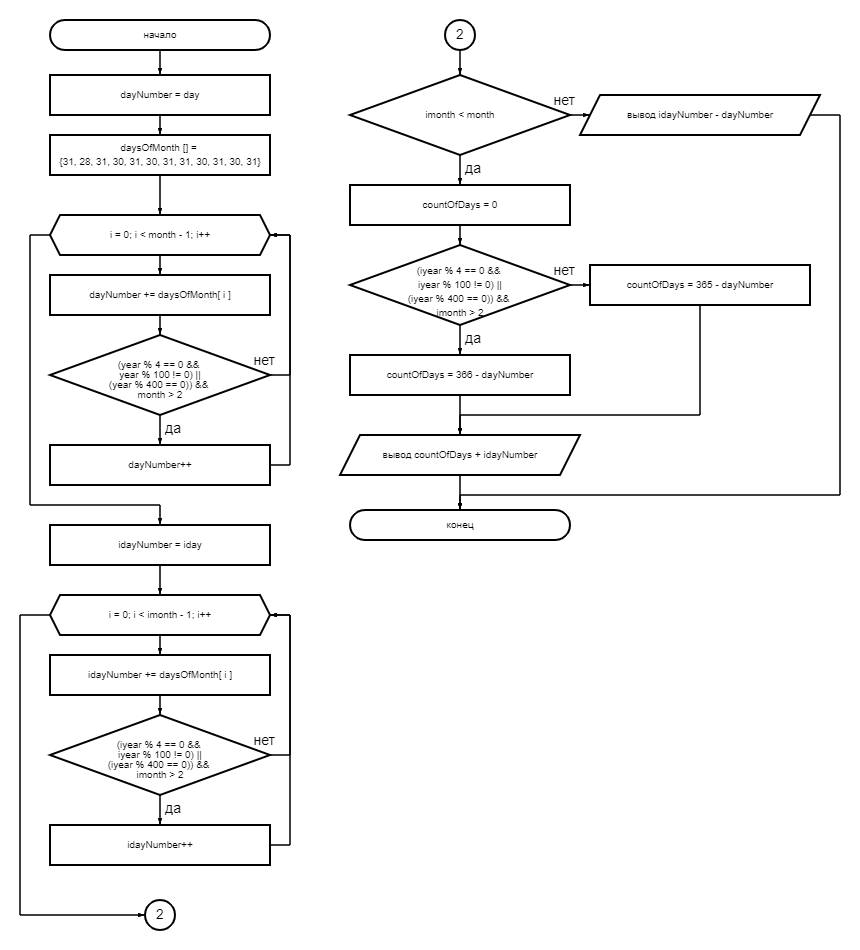 начало
dayNumber = day
daysOfMonth [] =
{31, 28, 31, 30, 31, 30, 31, 31, 30, 31, 30, 31}
i = 0; i < month - 1; i++
dayNumber += daysOfMonth[ i ]
(year % 4 == 0 &&
year % 100 != 0) ||
(year % 400 == 0)) &&
month > 2
нет
да
dayNumber++
idayNumber = iday
i = 0; i < imonth - 1; i++
idayNumber += daysOfMonth[ i ]
(iyear % 4 == 0 &&
iyear % 100 != 0) ||
(iyear % 400 == 0)) &&
imonth > 2
нет
да
idayNumber++
2
2
imonth < month
нет
вывод idayNumber - dayNumber
да
countOfDays = 0
(iyear % 4 == 0 &&
iyear % 100 != 0) ||
(iyear % 400 == 0)) &&
imonth > 2
нет
countOfDays = 365 - dayNumber
да
countOfDays = 366 - dayNumber
вывод countOfDays + idayNumber
конец